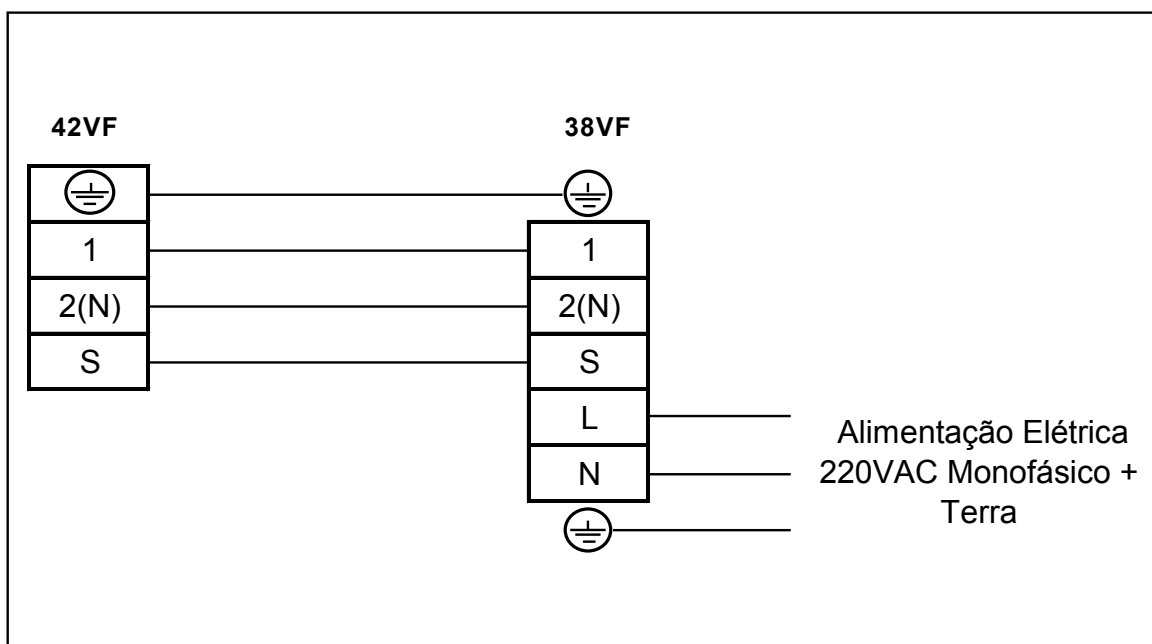 42VF
38VF
1
2(N)
S
1
2(N)
S
L
N
Alimentação Elétrica
220VAC Monofásico +
Terra